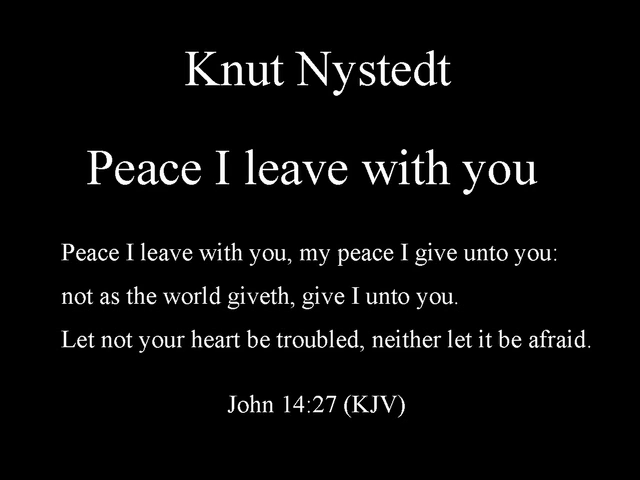 Knut Nystedt
Peace I leave with you
Peace I leave with you, my peace I give unto you:
not as the world giveth, give I unto you.
Let not your heart be troubled, neither let it be afraid.
John 14:27 (KJV)